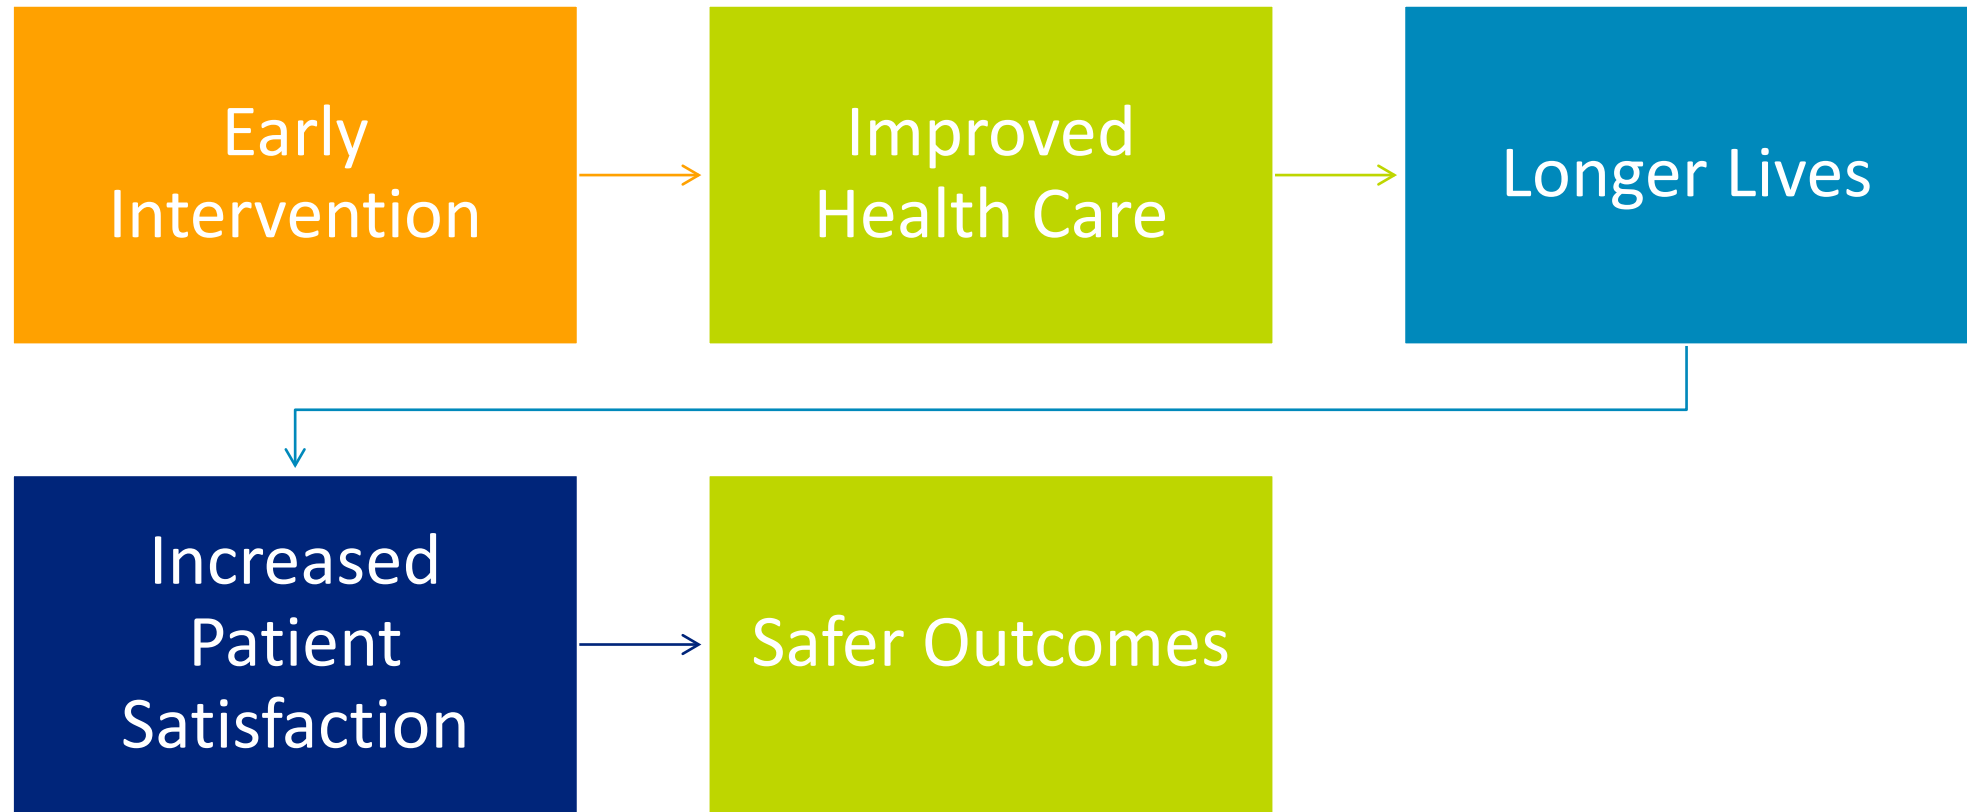 Early
Intervention
Improved
Health Care
Longer Lives
Increased
Patient
Satisfaction
Safer Outcomes